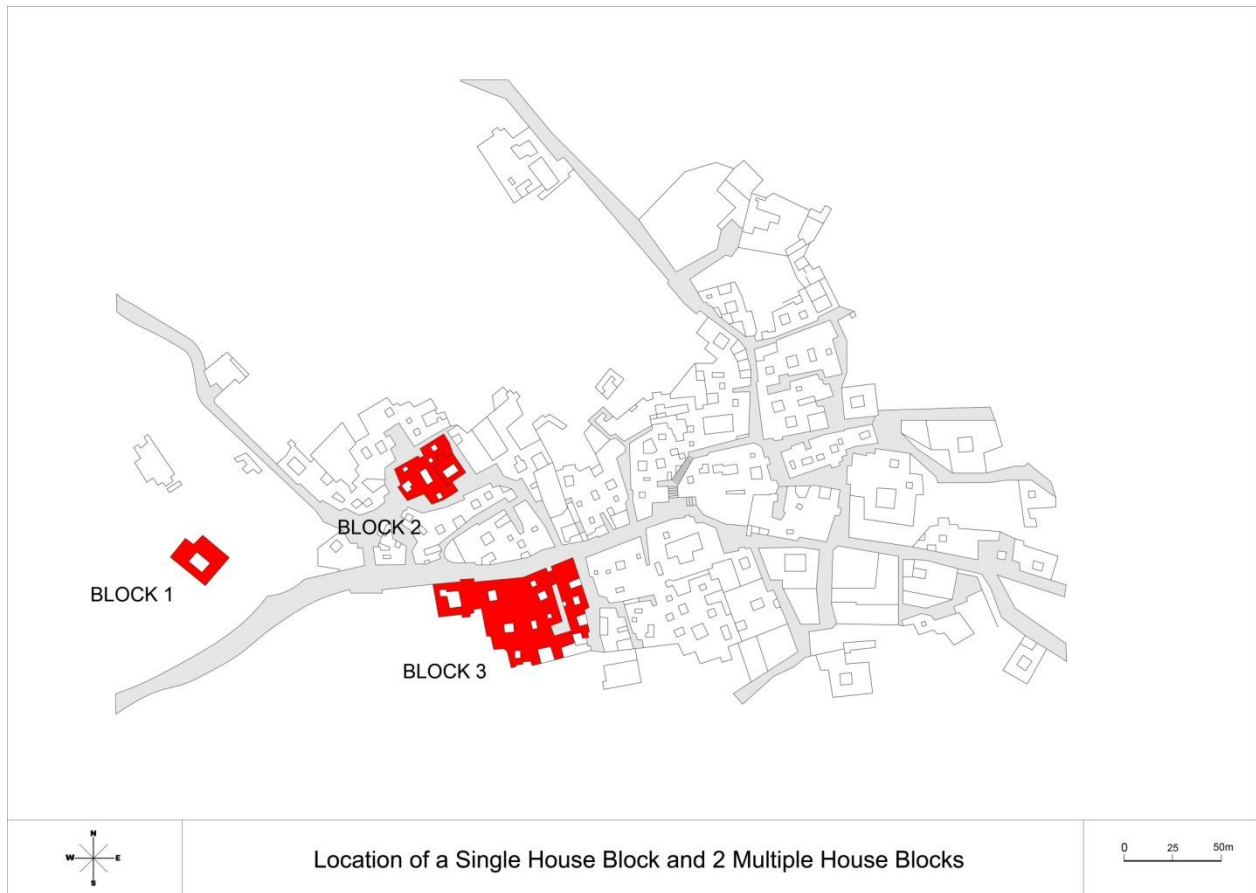 BLOCK 2
BLOCK 1
BLOCK 3
N
W E
S
Location of a Single House Block and 2 Multiple House Blocks
0 25 50m